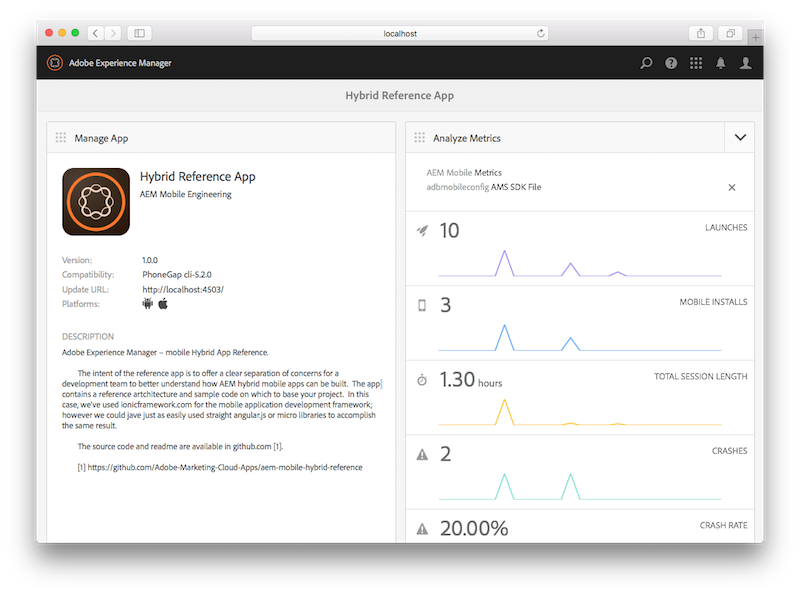 localhost
Adobe Experience Manager
Hybrid Reference App
Manage App
Hybrid Reference App
AEM Mobile Engineering
Version: 1.0.0
Compatibility: PhoneGap cli-5.2.0
Update URL: http://localhost:4503/
Platforms:
DESCRIPTION
Adobe Experience Manager – mobile Hybrid App Reference.
The intent of the reference app is to offer a clear separation of concerns for a
development team to better understand how AEM hybrid mobile apps can be built. The app
contains a reference artchitecture and sample code on which to base your project. In this
case, we've used ionicframework.com for the mobile application development framework;
however we could jave just as easily used straight angular.js or micro libraries to accomplish
the same result.
The source code and readme are available in github.com [1].
[1] https://github.com/Adobe-Marketing-Cloud-Apps/aem-mobile-hybrid-reference
Analyze Metrics
AEM Mobile Metrics
adbmobileconfig AMS SDK File
10 LAUNCHES
3 MOBILE INSTALLS
1.30 hours TOTAL SESSION LENGTH
2 CRASHES
20.00% CRASH RATE